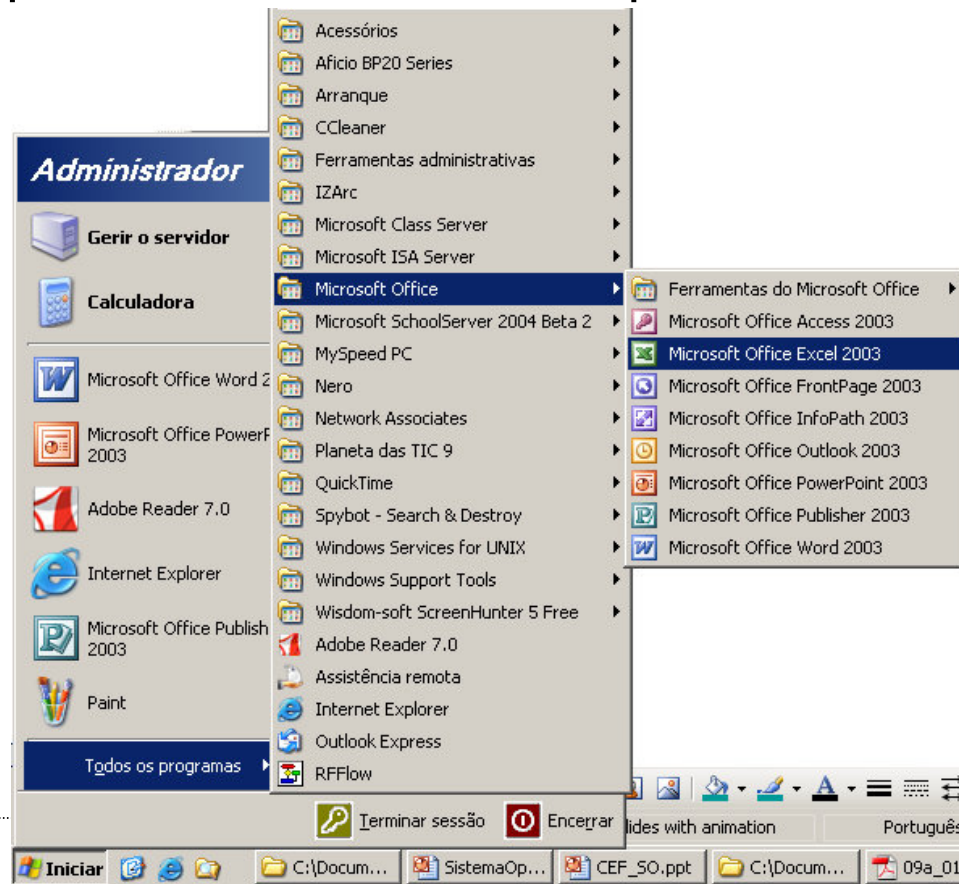 Administrador
Gerir o servidor
Calculadora
Microsoft Office Word 2
Microsoft Office PowerP
2003
Adobe Reader 7.0
Internet Explorer
Microsoft Office Publish
2003
Paint
Todos os programas
Acessórios
Aficio BP20 Series
Arranque
CCleaner
Ferramentas administrativas
IZArc
Microsoft Class Server
Microsoft ISA Server
Microsoft Office
Microsoft SchoolServer 2004 Beta 2
MySpeed PC
Nero
Network Associates
Planeta das TIC 9
QuickTime
Spybot - Search & Destroy
Windows Services for UNIX
Windows Support Tools
Wisdom-soft ScreenHunter 5 Free
Adobe Reader 7.0
Assistência remota
Internet Explorer
Outlook Express
RFFlow
Ferramentas do Microsoft Office
Microsoft Office Access 2003
Microsoft Office Excel 2003
Microsoft Office FrontPage 2003
Microsoft Office InfoPath 2003
Microsoft Office Outlook 2003
Microsoft Office PowerPoint 2003
Microsoft Office Publisher 2003
Microsoft Office Word 2003
Terminar sessão Encerrar
lides with animation Português
Iniciar C:\Docum... SistemaOp... CEF_SO.ppt C:\Docum... 09a_01